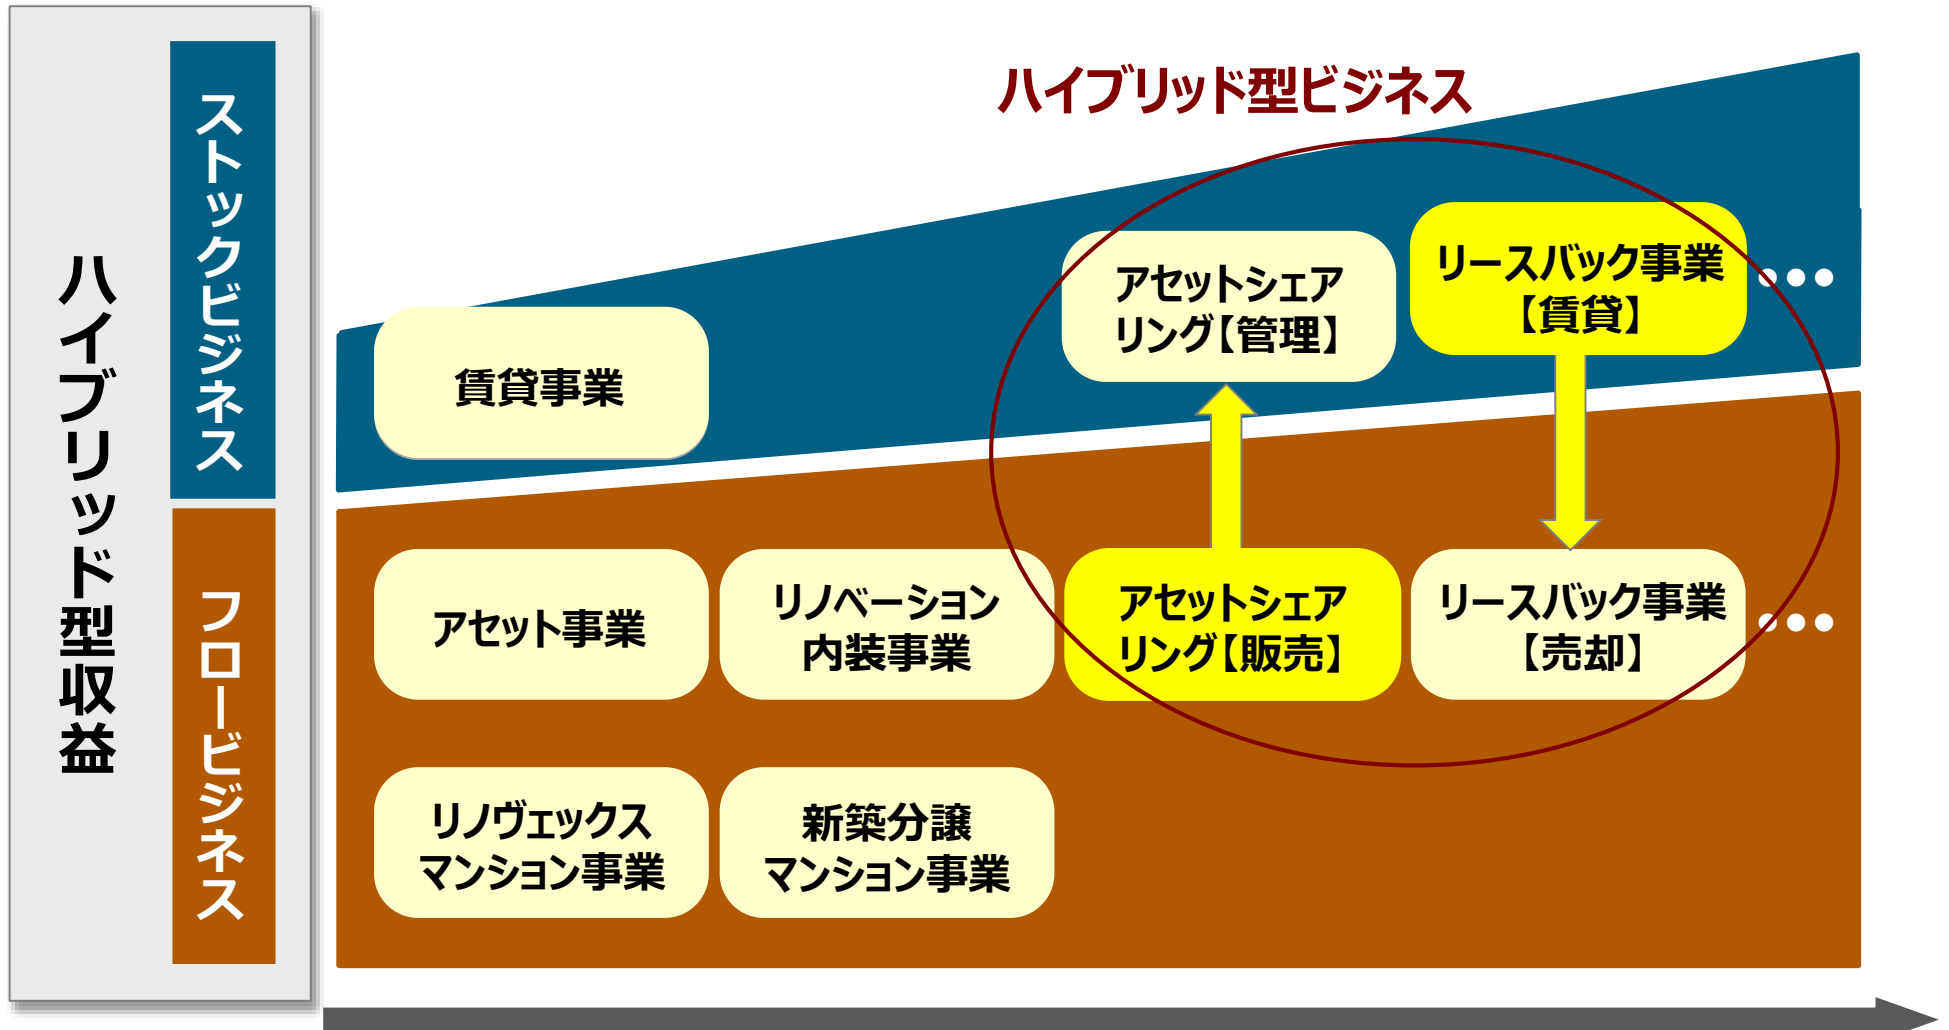 ハイブリッド型収益
ストックビジネス
フロービジネス
ハイブリッド型ビジネス
賃貸事業
アセットシェア
リング【管理】
リースバック事業
【賃貸】
●●●
アセット事業
リノベーション
内装事業
アセットシェア
リング【販売】
リースバック事業
【売却】
●●●
リノヴェックス
マンション事業
新築分譲
マンション事業